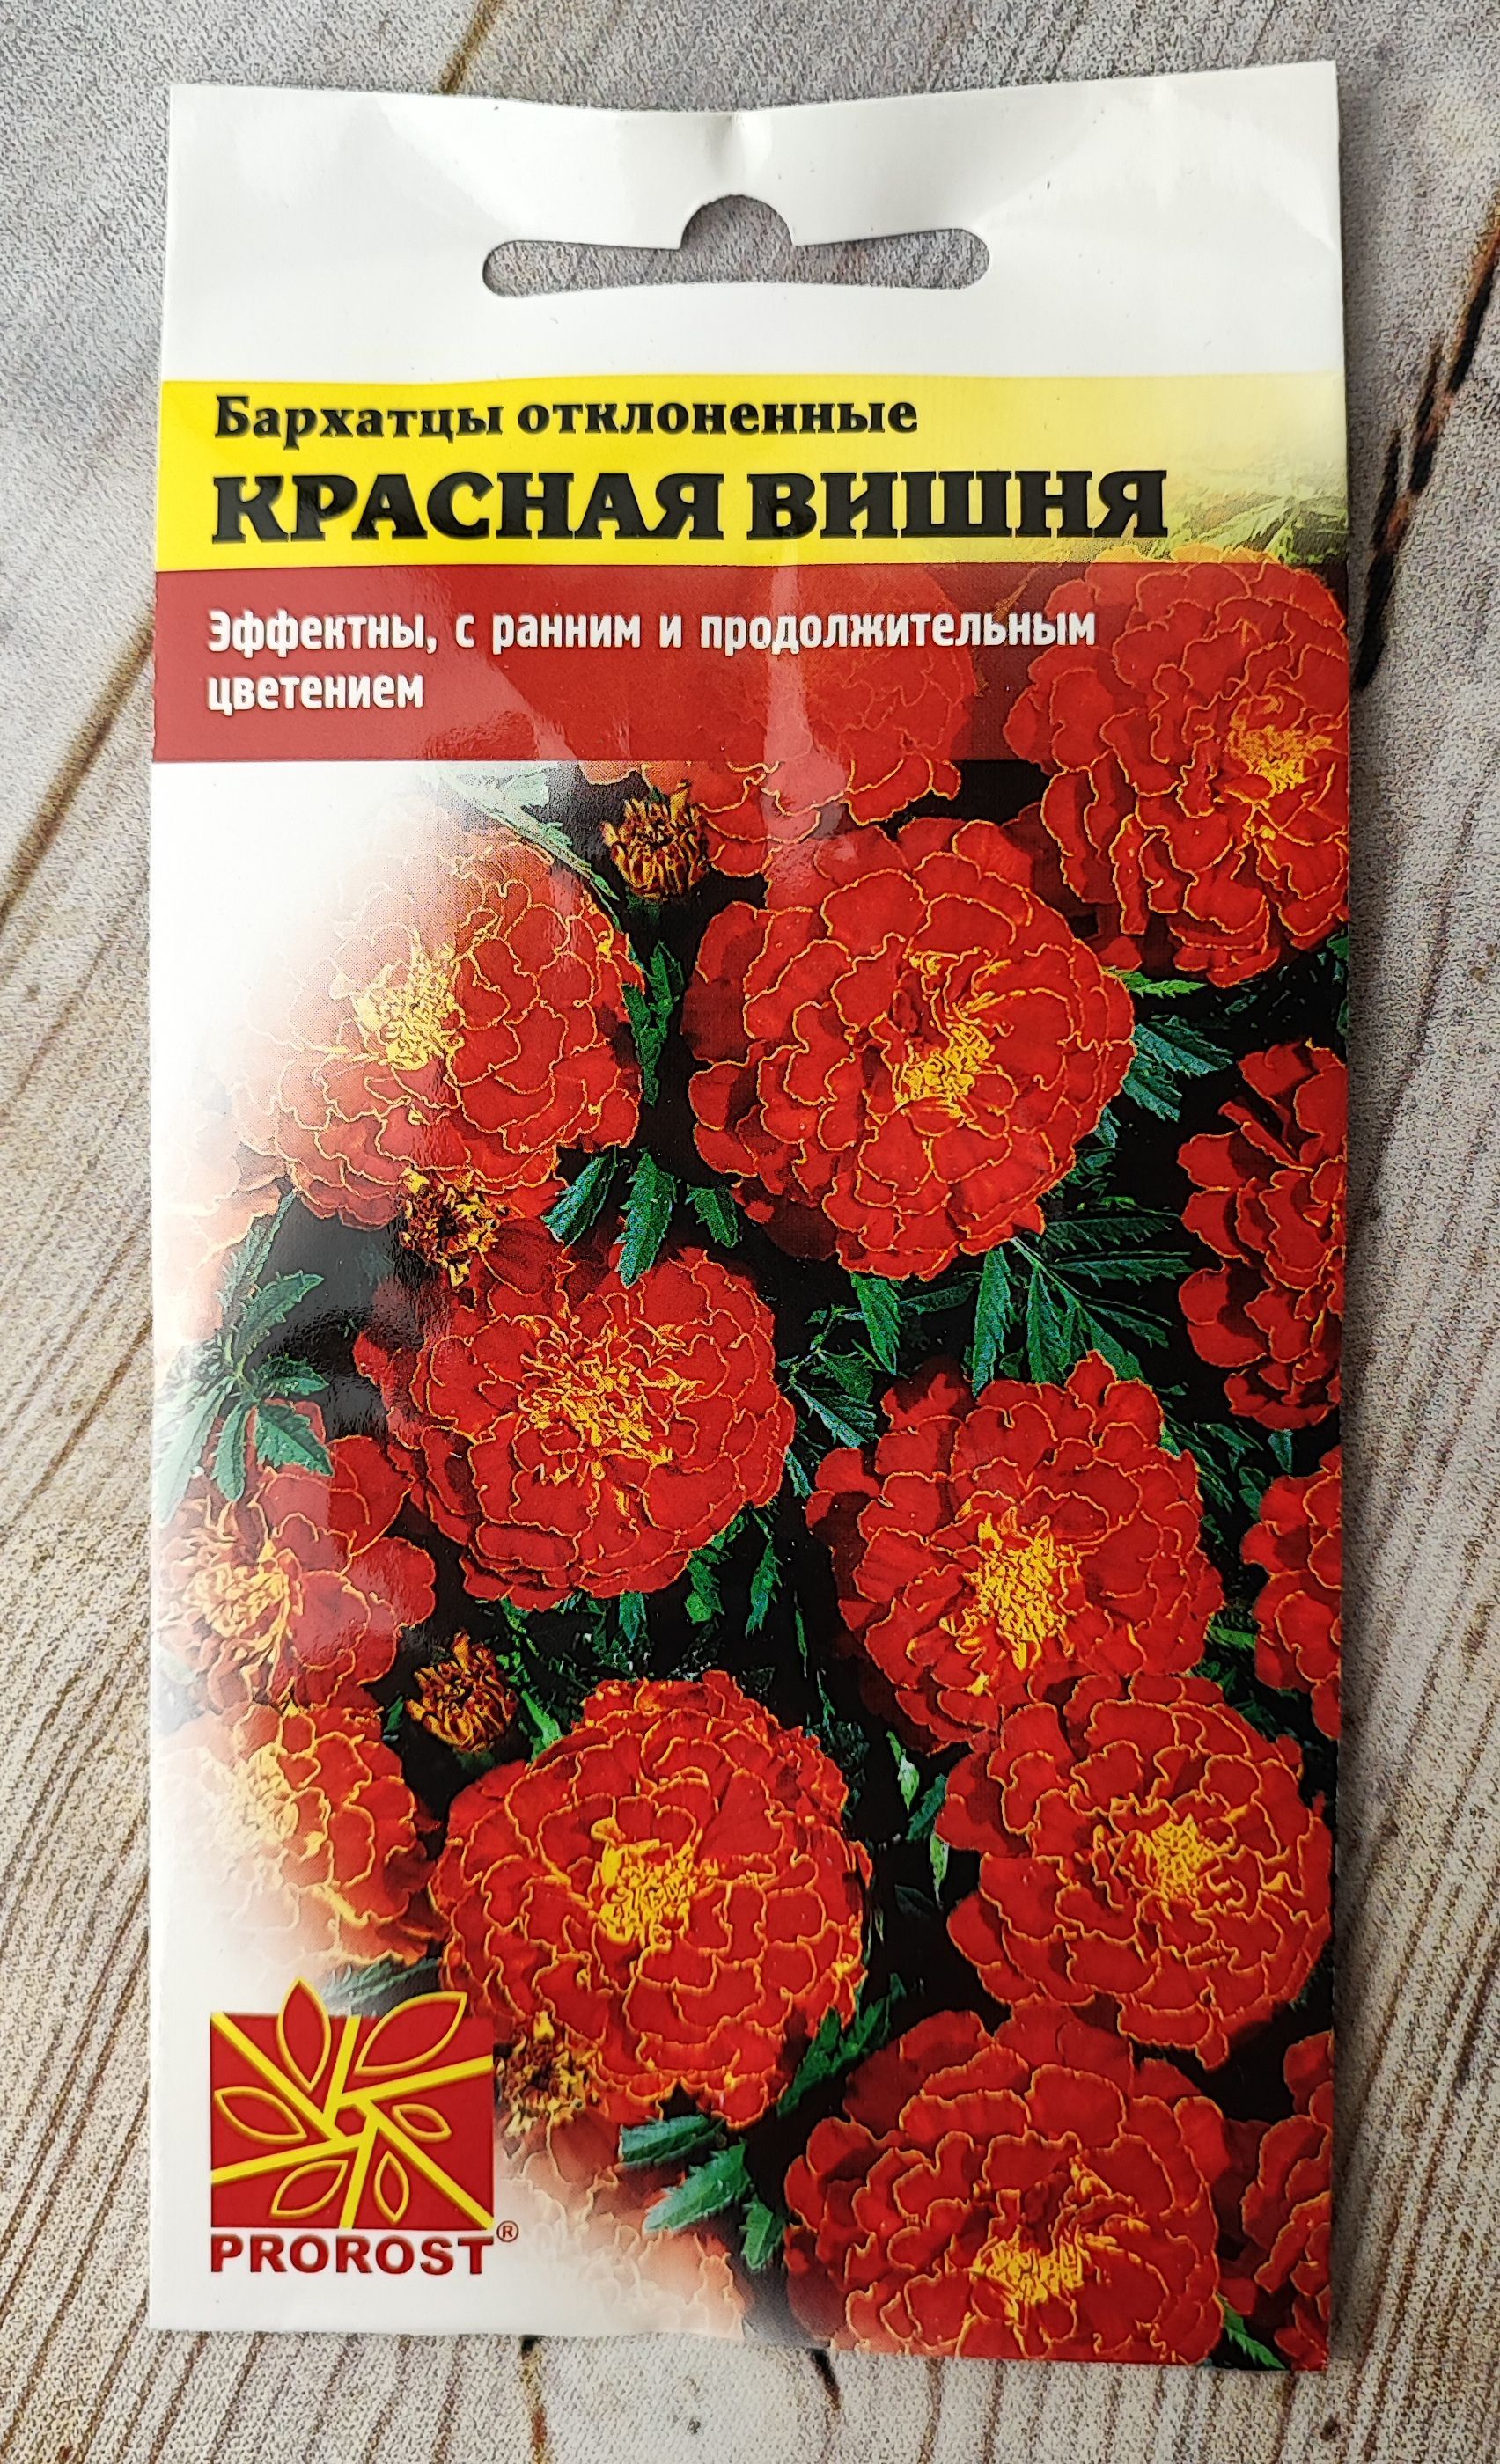 Бархатцы отклоненные
КРАСНАЯ ВИШНЯ
Эффектны, с ранним и продолжительным
цветением
PROROST®